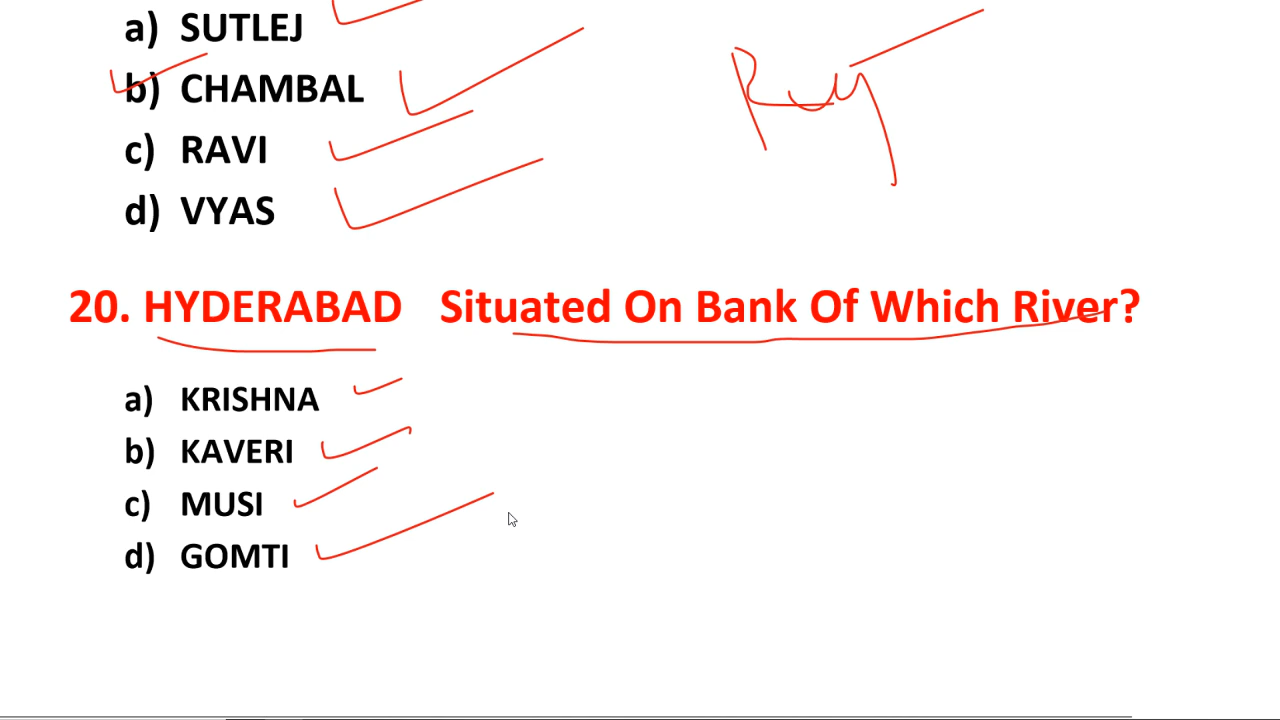 a) SUTLEJ
b) CHAMBAL
c) RAVI
d) VYAS
20. HYDERABAD Situated On Bank Of Which River?
a) KRISHNA
b) KAVERI
c) MUSI
d) GOMTI